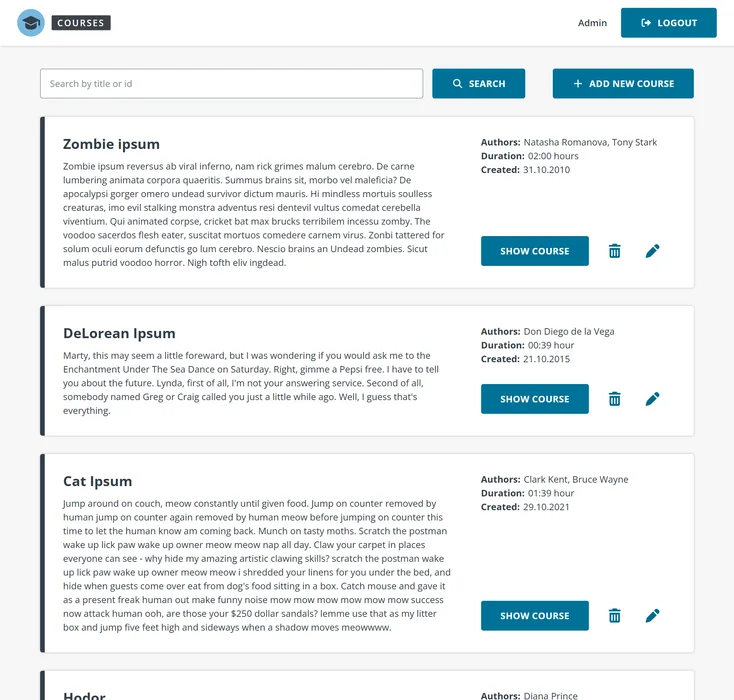 COURSES
Admin
LOGOUT
Search by title or id
SEARCH
ADD NEW COURSE
Zombie ipsum
Zombie ipsum reversus ab viral inferno, nam rick grimes malum cerebro. De carne
lumbering animata corpora quaeritis. Summus brains sit, morbo vel maleficia? De
apocalypsi gorger omero undead survivor dictum mauris. Hi mindless mortuis soulless
creaturas, imo evil stalking monstra adventus resi dentevil vultus comedat cerebella
viventium. Qui animated corpse, cricket bat max brucks terribilem incessu zomby. The
voodoo sacerdos flesh eater, suscitat mortuos comedere carnem virus. Zonbi tattered for
solum oculi eorum defunctis go lum cerebro. Nescio brains an Undead zombies. Sicut
malus putrid voodoo horror. Nigh tofth eliv ingdead.
Authors: Natasha Romanova, Tony Stark
Duration: 02:00 hours
Created: 31.10.2010
SHOW COURSE
DeLorean Ipsum
Marty, this may seem a little foreward, but I was wondering if you would ask me to the
Enchantment Under The Sea Dance on Saturday. Right, gimme a Pepsi free. I have to tell
you about the future. Lynda, first of all, I'm not your answering service. Second of all,
somebody named Greg or Craig called you just a little while ago. Well, I guess that's
everything.
Authors: Don Diego de la Vega
Duration: 00:39 hour
Created: 21.10.2015
SHOW COURSE
Cat Ipsum
Jump around on couch, meow constantly until given food. Jump on counter removed by
human jump on counter again removed by human meow before jumping on counter this
time to let the human know am coming back. Munch on tasty moths. Scratch the postman
wake up lick paw wake up owner meow meow nap all day. Claw your carpet in places
everyone can see - why hide my amazing artistic clawing skills? scratch the postman wake
up lick paw wake up owner meow meow i shredded your linens for you under the bed, and
hide when guests come over eat from dog's food sitting in a box. Catch mouse and gave it
as a present freak human out make funny noise mow mow mow mow mow mow success
now attack human ooh, are those your $250 dollar sandals? lemme use that as my litter
box and jump five feet high and sideways when a shadow moves meowwww.
Authors: Clark Kent, Bruce Wayne
Duration: 01:39 hour
Created: 29.10.2021
SHOW COURSE
Hodor
Authors: Diana Prince